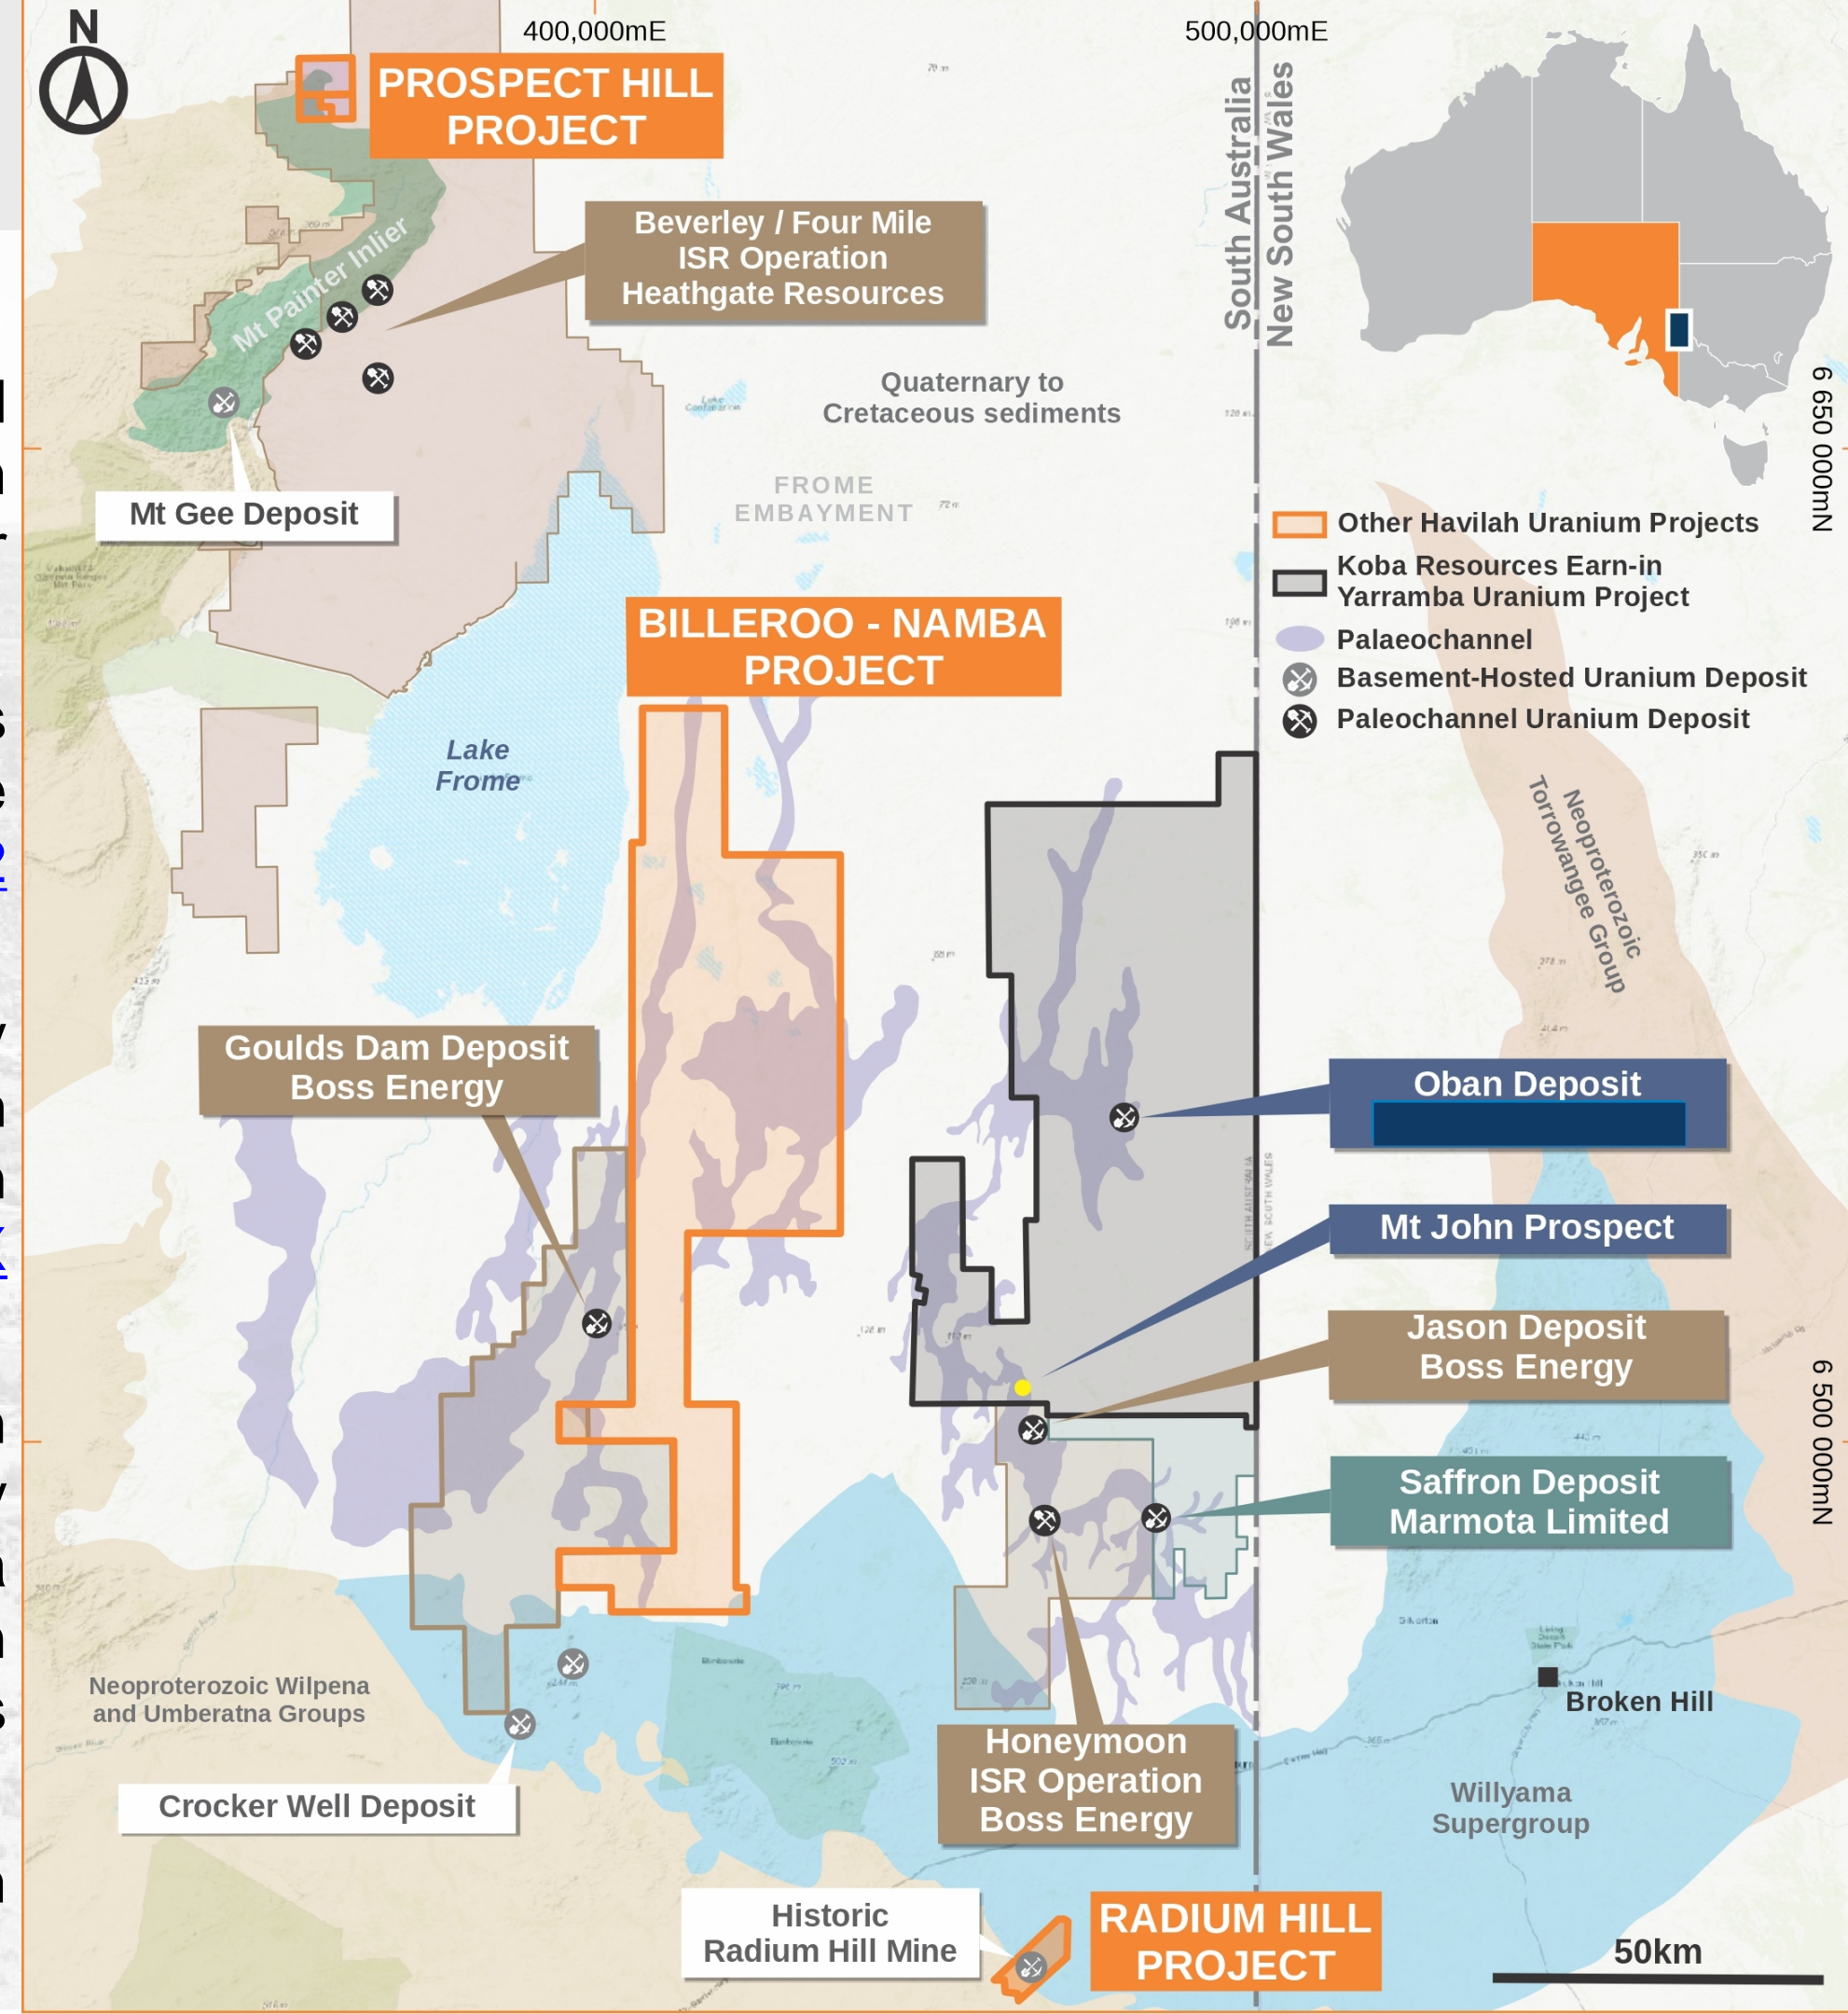 N
400,000mE
500,000mE
PROSPECT HILL
PROJECT
South Australia
New South Wales
Beverley / Four Mile
ISR Operation
Heathgate Resources
Mt Painter Inlier
Quaternary to
Cretaceous sediments
6 650 000mN
FROME
EMBAYMENT
Mt Gee Deposit
Other Havilah Uranium Projects
Koba Resources Earn-in
Yarramba Uranium Project
Palaeochannel
Basement-Hosted Uranium Deposit
Paleochannel Uranium Deposit
BILLEROO - NAMBA
PROJECT
Lake
Frome
Neoproterozoic
Torrowangee Group
Goulds Dam Deposit
Boss Energy
Oban Deposit
Mt John Prospect
Jason Deposit
Boss Energy
6 500 000mN
Saffron Deposit
Marmota Limited
Neoproterozoic Wilpena
and Umberatna Groups
Broken Hill
Honeymoon
ISR Operation
Boss Energy
Crocker Well Deposit
Willyama
Supergroup
Historic
Radium Hill Mine
RADIUM HILL
PROJECT
50km